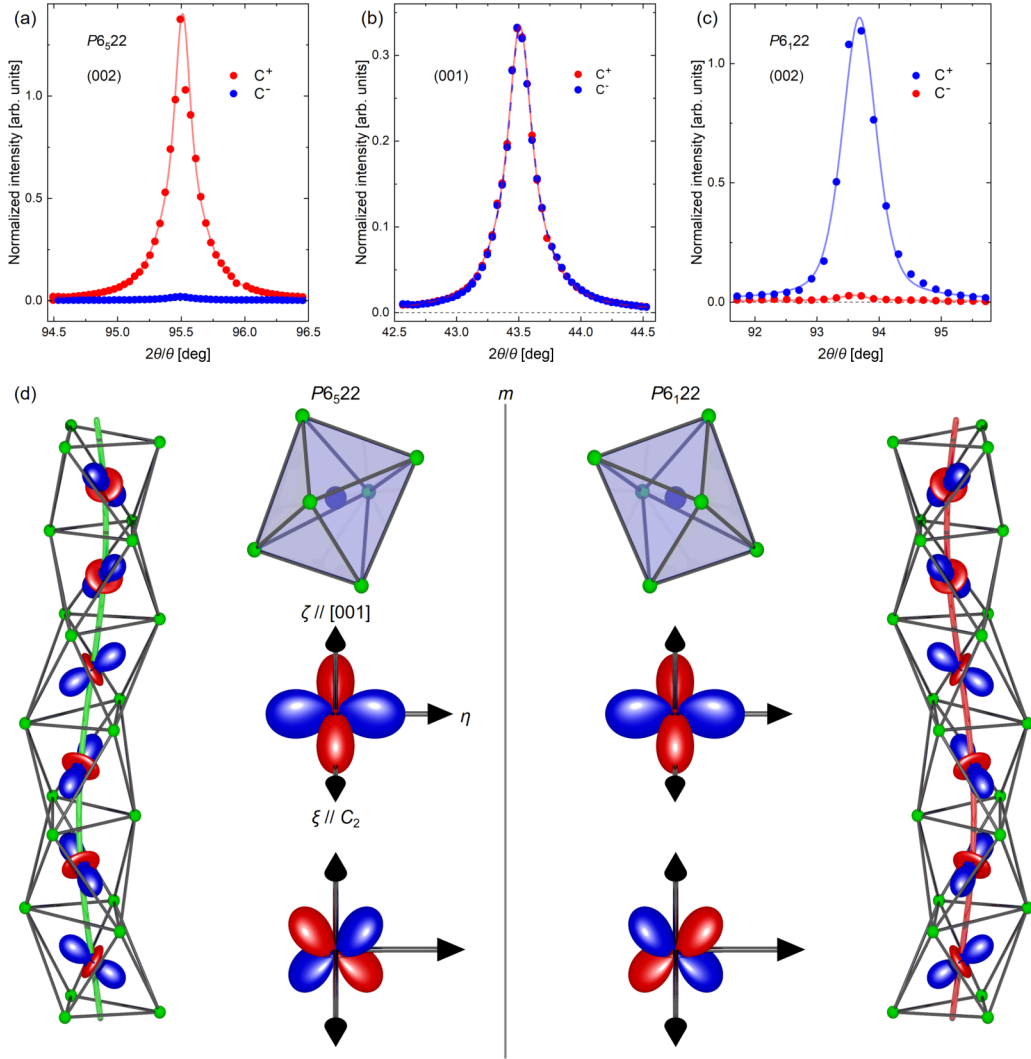 (a)
P6₅22
(002)
C⁺
C⁻
Normalized intensity [arb. units]
1.0
0.5
0.0
94.5 95.0 95.5 96.0 96.5
2θ/θ [deg]
(b)
(001)
C⁺
C⁻
Normalized intensity [arb. units]
0.3
0.2
0.1
0.0
42.5 43.0 43.5 44.0 44.5
2θ/θ [deg]
(c)
P6₁22
(002)
C⁺
C⁻
Normalized intensity [arb. units]
1.0
0.5
0.0
92 93 94 95
2θ/θ [deg]
(d)
P6₅22
m
P6₁22
ζ // [001]
η
ξ // C₂